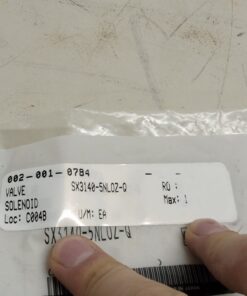 002-001-0784 - -
VALVE SX3140-5NLOZ-Q RQ :
SOLENOID Max: 1
Loc: C004B U/M: EA
SX3140-5NLOZ-Q